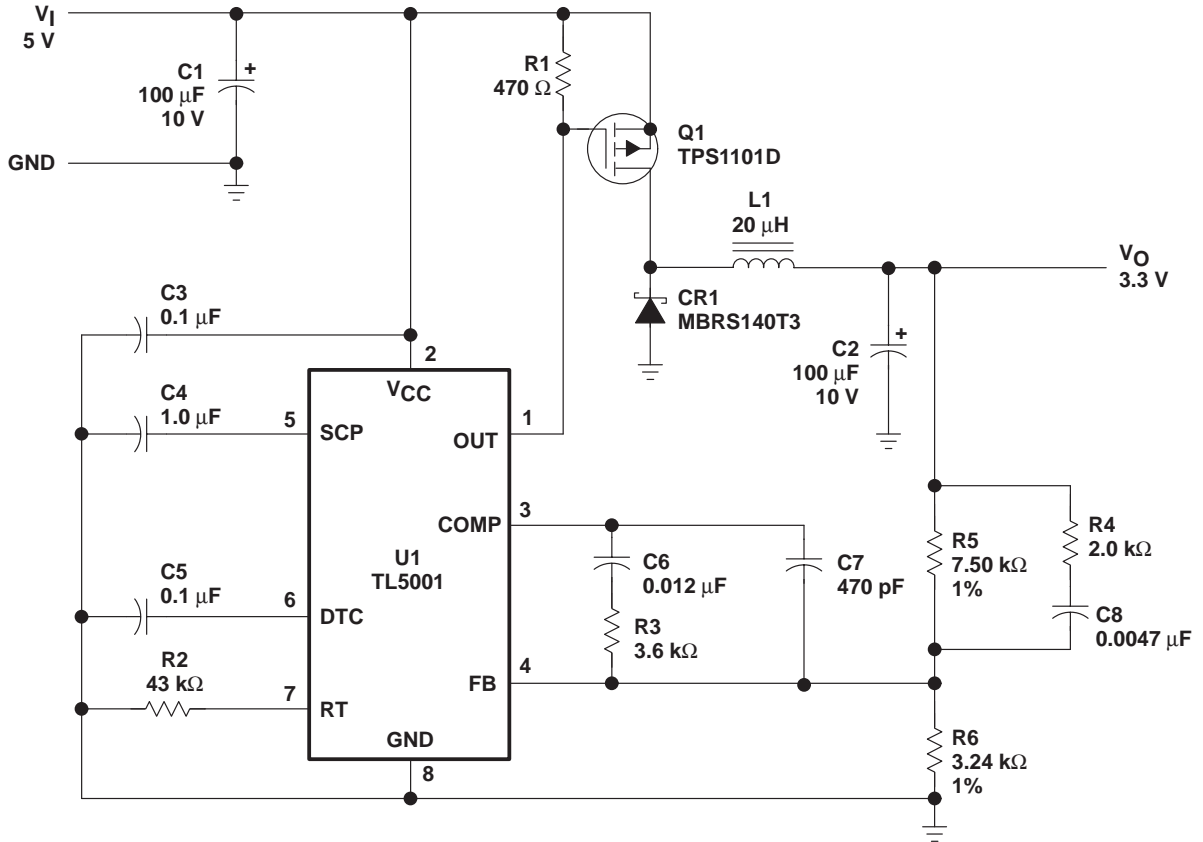 VI
5 V
C1
100 μF
10 V
+
GND
R1
470 Ω
Q1
TPS1101D
L1
20 μH
VO
3.3 V
CR1
MBRS140T3
C2
100 μF
10 V
+
C3
0.1 μF
2
VCC
C4
1.0 μF
5
SCP
1
OUT
3
COMP
U1
TL5001
C6
0.012 μF
C7
470 pF
R5
7.50 kΩ
1%
R4
2.0 kΩ
C5
0.1 μF
6
DTC
R3
3.6 kΩ
C8
0.0047 μF
R2
43 kΩ
7
RT
4
FB
GND
8
R6
3.24 kΩ
1%